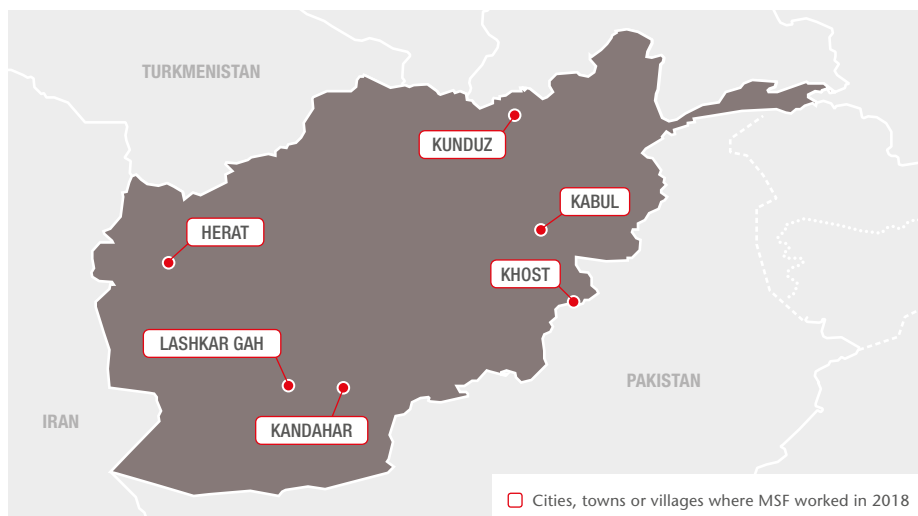 TURKMENISTAN
KUNDUZ
KABUL
HERAT
KHOST
LASHKAR GAH
PAKISTAN
IRAN
KANDAHAR
Cities, towns or villages where MSF worked in 2018